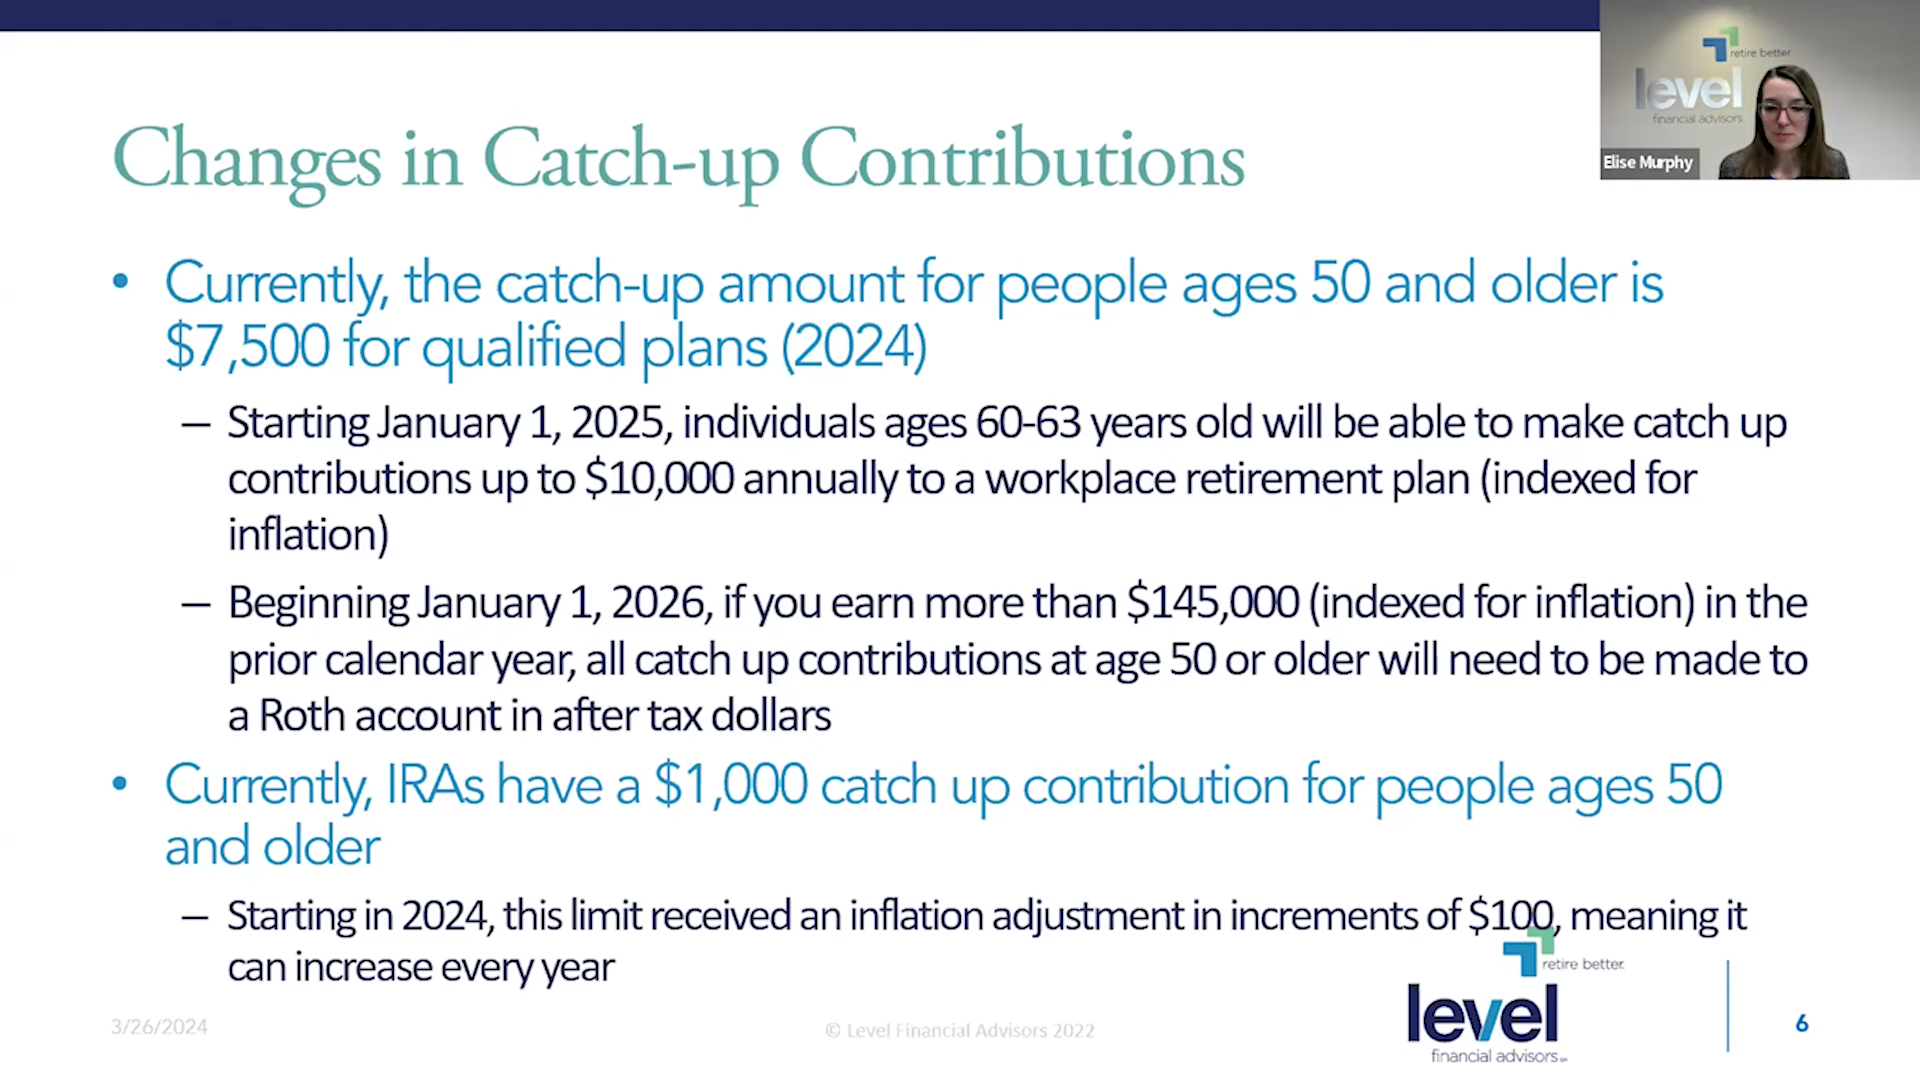 retire better
level
financial advisors
Elise Murphy
Changes in Catch-up Contributions
• Currently, the catch-up amount for people ages 50 and older is
$7,500 for qualified plans (2024)
– Starting January 1, 2025, individuals ages 60-63 years old will be able to make catch up
contributions up to $10,000 annually to a workplace retirement plan (indexed for
inflation)
– Beginning January 1, 2026, if you earn more than $145,000 (indexed for inflation) in the
prior calendar year, all catch up contributions at age 50 or older will need to be made to
a Roth account in after tax dollars
• Currently, IRAs have a $1,000 catch up contribution for people ages 50
and older
– Starting in 2024, this limit received an inflation adjustment in increments of $100, meaning it
can increase every year
retire better.
level
financial advisors
3/26/2024
© Level Financial Advisors 2022
6